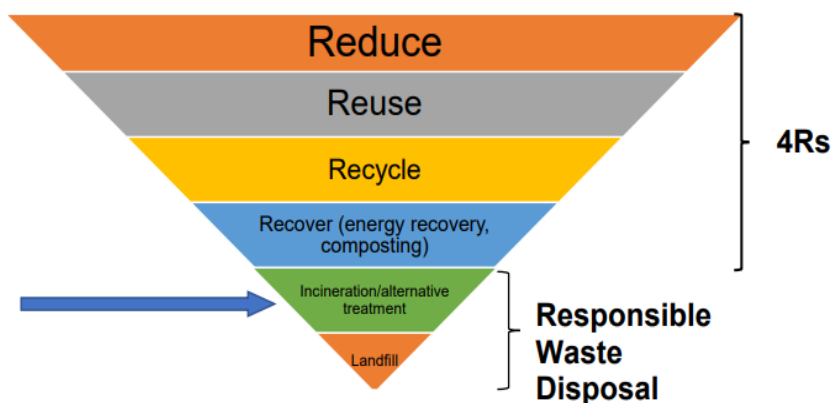 Reduce
Reuse
Recycle
Recover (energy recovery,
composting)
4Rs
Incineration/alternative
treatment
Landfill
Responsible
Waste
Disposal